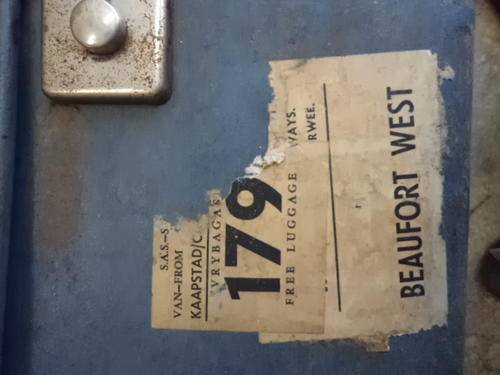 S.A.S.–S
VAN–FROM
KAAPSTAD/C
VRYBAGAS
179
FREE LUGGAGE
WAYS.
RWEE.
BEAUFORT WEST